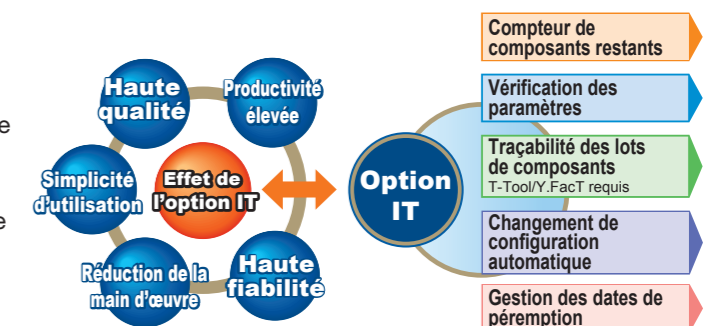 Haute
qualité
Productivité
élevée
e
Simplicité
d'utilisation
Effet de
l'option IT
e
Réduction de la
main d'œuvre
Haute
fiabilité
Option
IT
Compteur de
composants restants
Vérification des
paramètres
Traçabilité des lots
de composants
T-Tool/Y.FacT requis
Changement de
configuration
automatique
Gestion des dates de
péremption